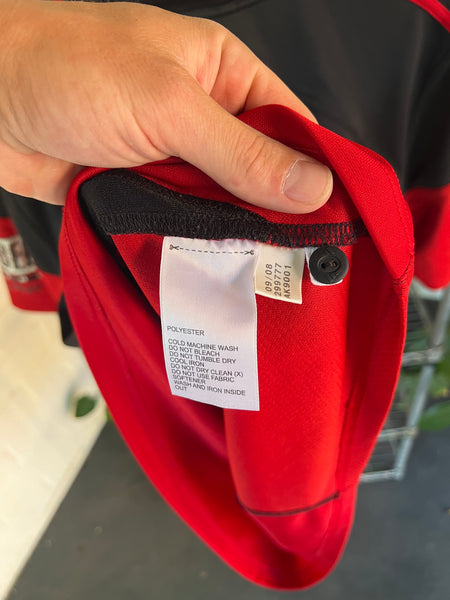 POLYESTER
COLD MACHINE WASH
DO NOT BLEACH
DO NOT TUMBLE DRY
COOL IRON
DO NOT DRY CLEAN (X)
DO NOT USE FABRIC
SOFTENER
WASH AND IRON INSIDE
OUT
09/08
299777
AK9001